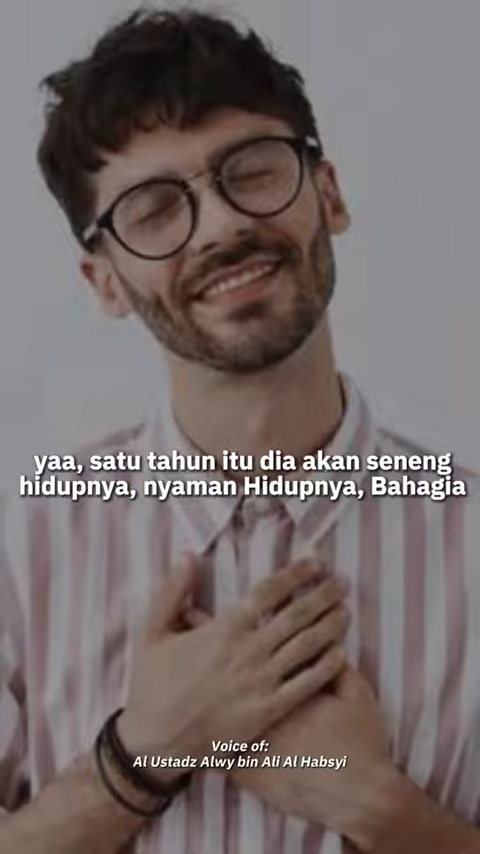 yaa, satu tahun itu dia akan seneng
hidupnya, nyaman Hidupnya, Bahagia
Voice of:
Al Ustadz Alwy bin Ali Al Habsyi